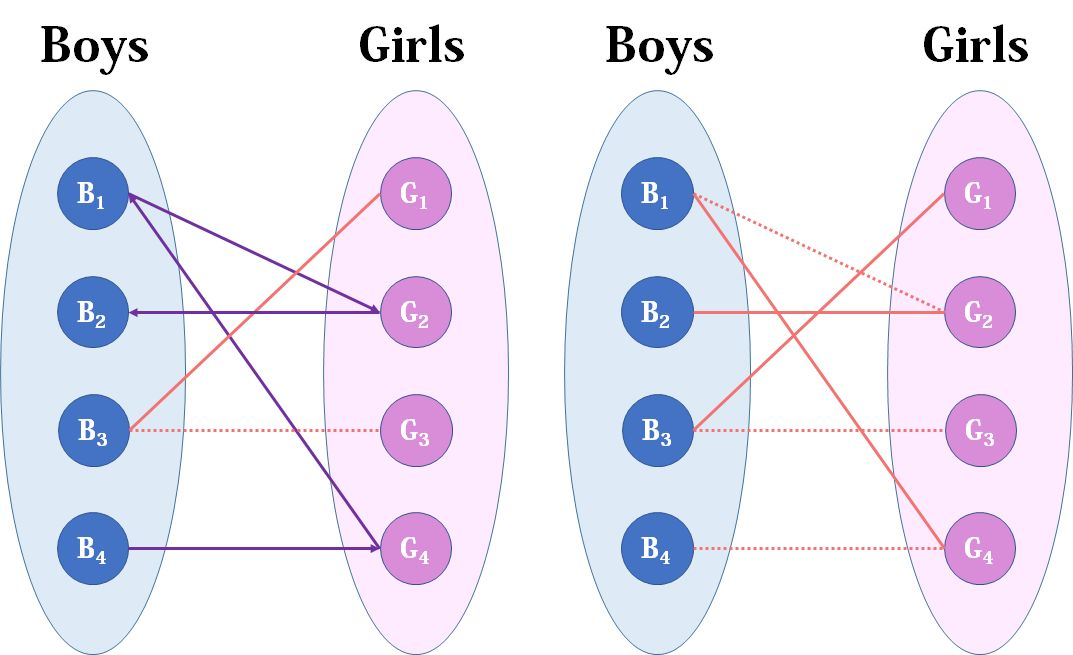 Boys Girls Boys Girls
B₁ G₁ B₁ G₁
B₂ G₂ B₂ G₂
B₃ G₃ B₃ G₃
B₄ G₄ B₄ G₄